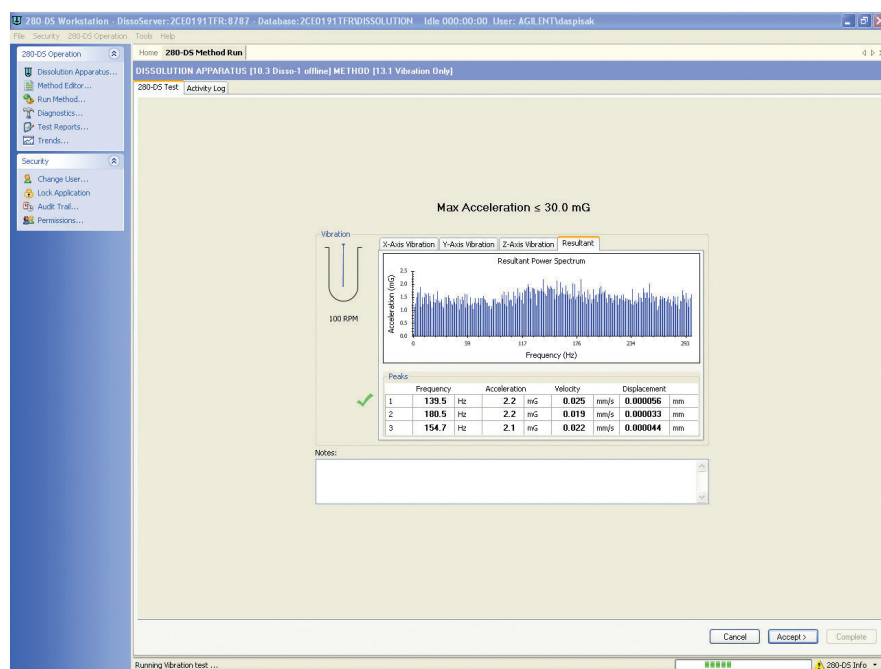 280-DS Workstation - DissoServer:2CE0191TFR:8787 - Database:2CE0191TFR\DISSOLUTION Idle 000:00:00 User: AGILENT\daspisak
File Security 280-DS Operation Tools Help
280-DS Operation
Dissolution Apparatus...
Method Editor...
Run Method...
Diagnostics...
Test Reports...
Trends...
Security
Change User...
Lock Application
Audit Trail...
Permissions...
Home 280-DS Method Run
DISSOLUTION APPARATUS [10.3 Disso-1 offline] METHOD [13.1 Vibration Only]
280-DS Test Activity Log
Max Acceleration ≤ 30.0 mG
Vibration
100 RPM
X-Axis Vibration Y-Axis Vibration Z-Axis Vibration Resultant
Resultant Power Spectrum
Acceleration (mG)
2.5
2.0
1.5
1.0
0.5
0.0
0 59 117 176 234 293
Frequency (Hz)
Peaks
Frequency Acceleration Velocity Displacement
1 139.5 Hz 2.2 mG 0.025 mm/s 0.000056 mm
2 180.5 Hz 2.2 mG 0.019 mm/s 0.000033 mm
3 154.7 Hz 2.1 mG 0.022 mm/s 0.000044 mm
Notes:
Cancel Accept > Complete
Running Vibration test ... 280-DS Info